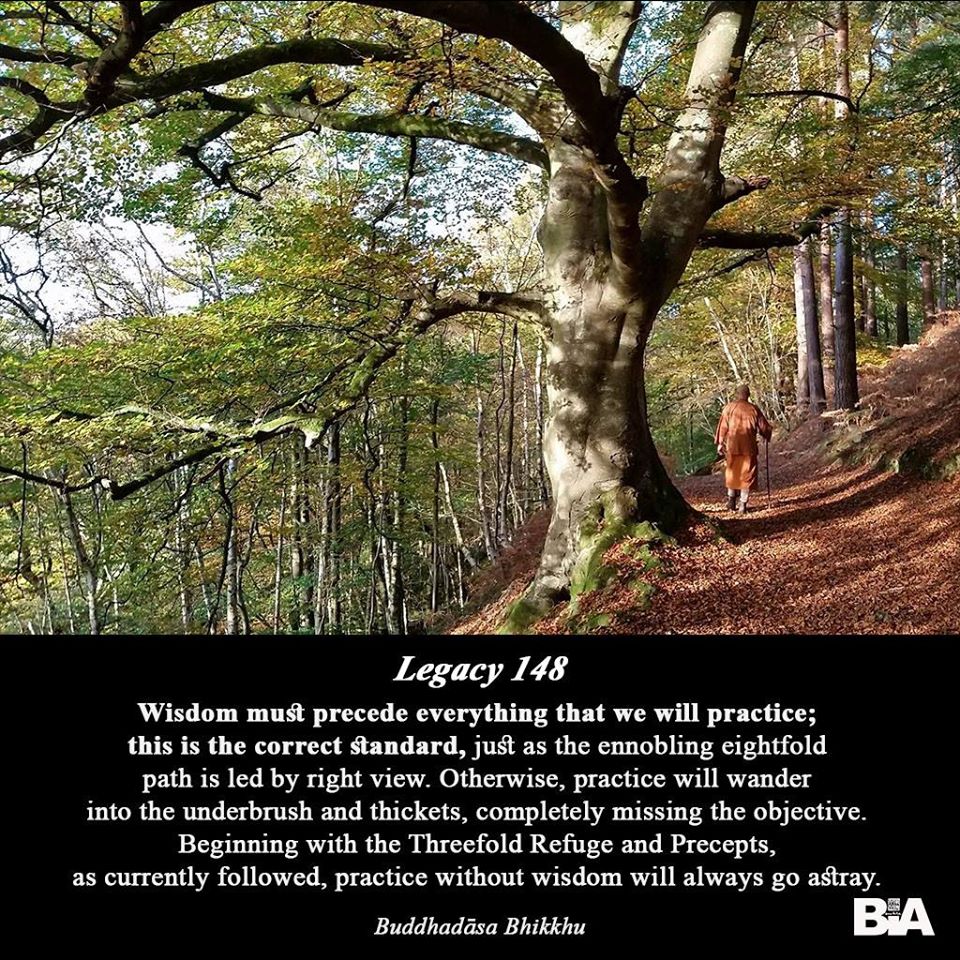 Legacy 148
Wisdom must precede everything that we will practice;
this is the correct standard, just as the ennobling eightfold
path is led by right view. Otherwise, practice will wander
into the underbrush and thickets, completely missing the objective.
Beginning with the Threefold Refuge and Precepts,
as currently followed, practice without wisdom will always go astray.
Buddhadāsa Bhikkhu
BIA